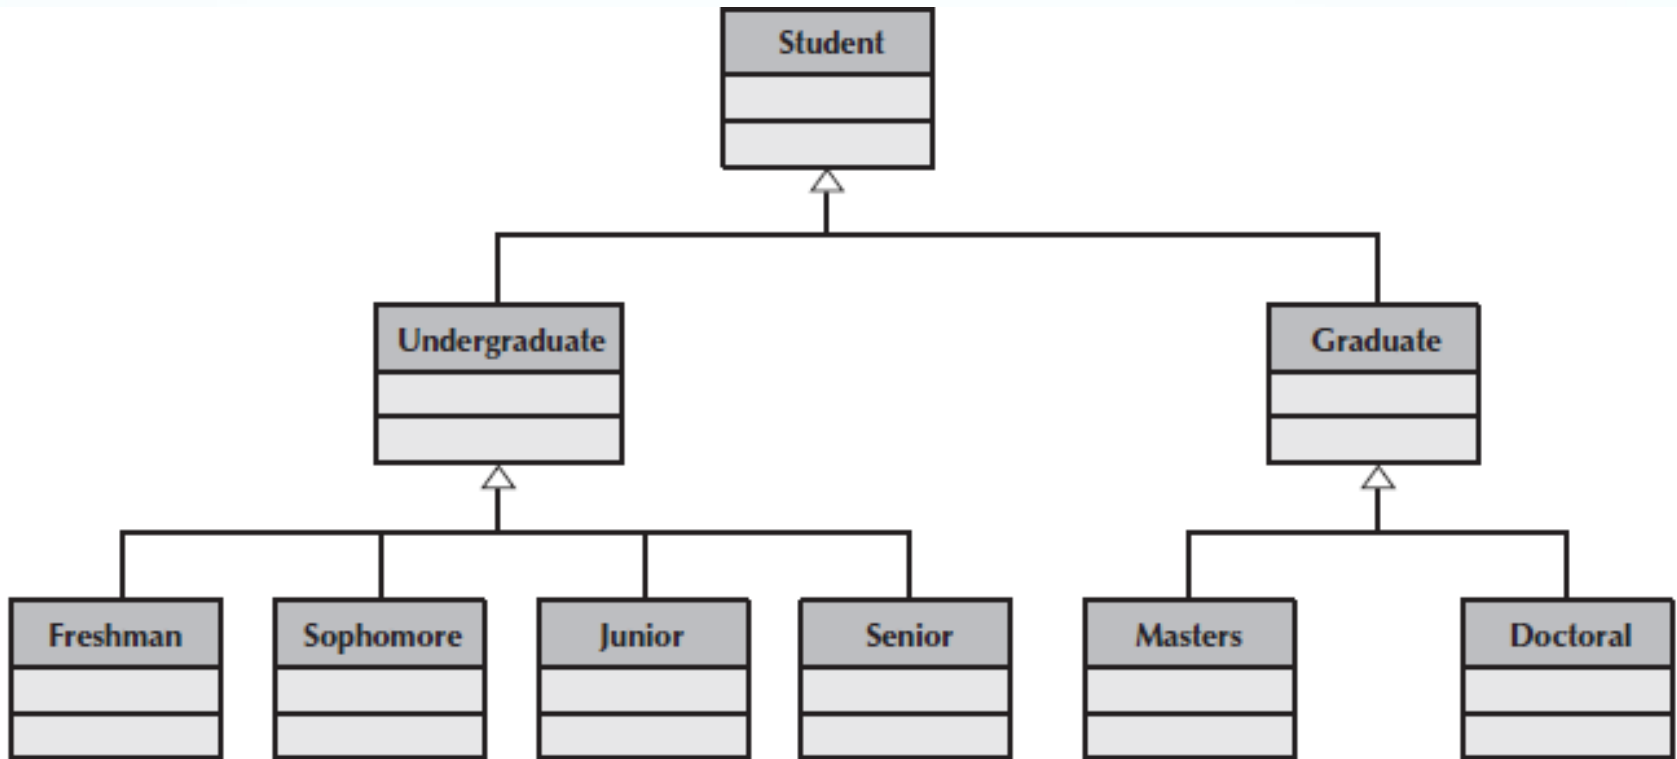 Student
Undergraduate
Graduate
Freshman
Sophomore
Junior
Senior
Masters
Doctoral